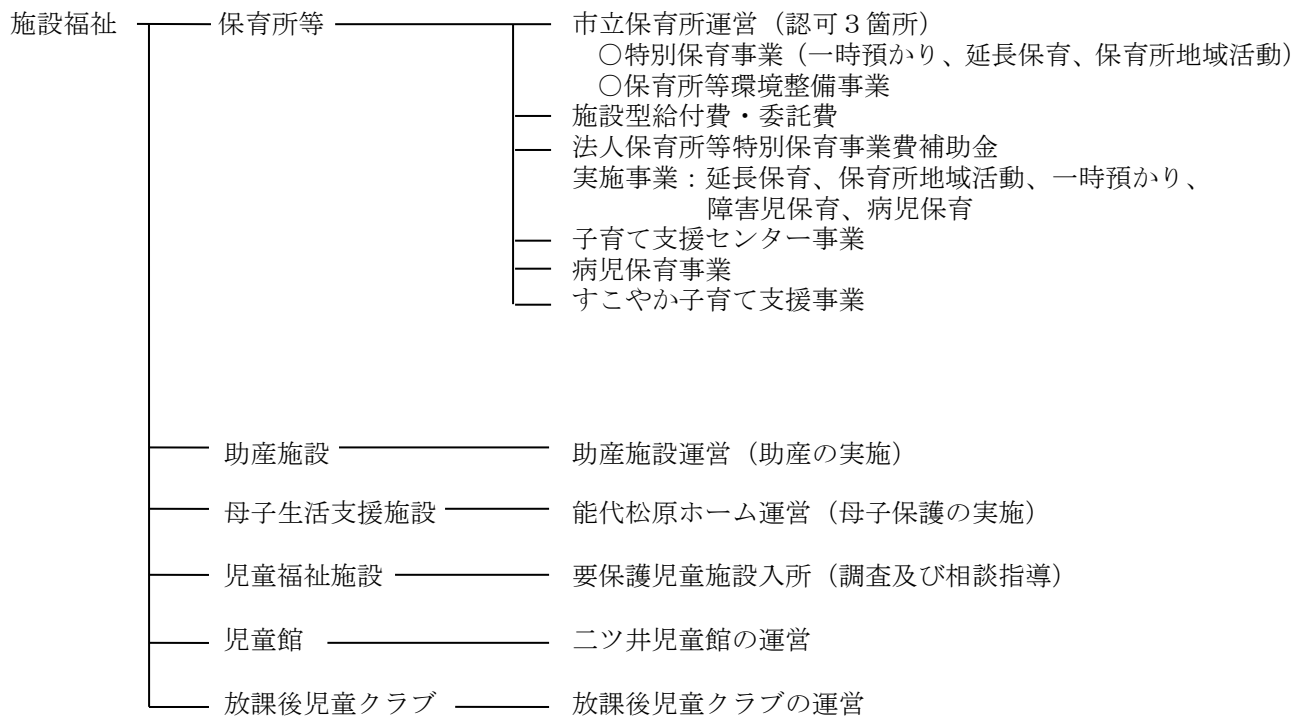 施設福祉 保育所等 市立保育所運営（認可３箇所）
○特別保育事業（一時預かり、延長保育、保育所地域活動）
○保育所等環境整備事業
施設型給付費・委託費
法人保育所等特別保育事業費補助金
実施事業：延長保育、保育所地域活動、一時預かり、
障害児保育、病児保育
子育て支援センター事業
病児保育事業
すこやか子育て支援事業
助産施設 助産施設運営（助産の実施）
母子生活支援施設 能代松原ホーム運営（母子保護の実施）
児童福祉施設 要保護児童施設入所（調査及び相談指導）
児童館 二ツ井児童館の運営
放課後児童クラブ 放課後児童クラブの運営